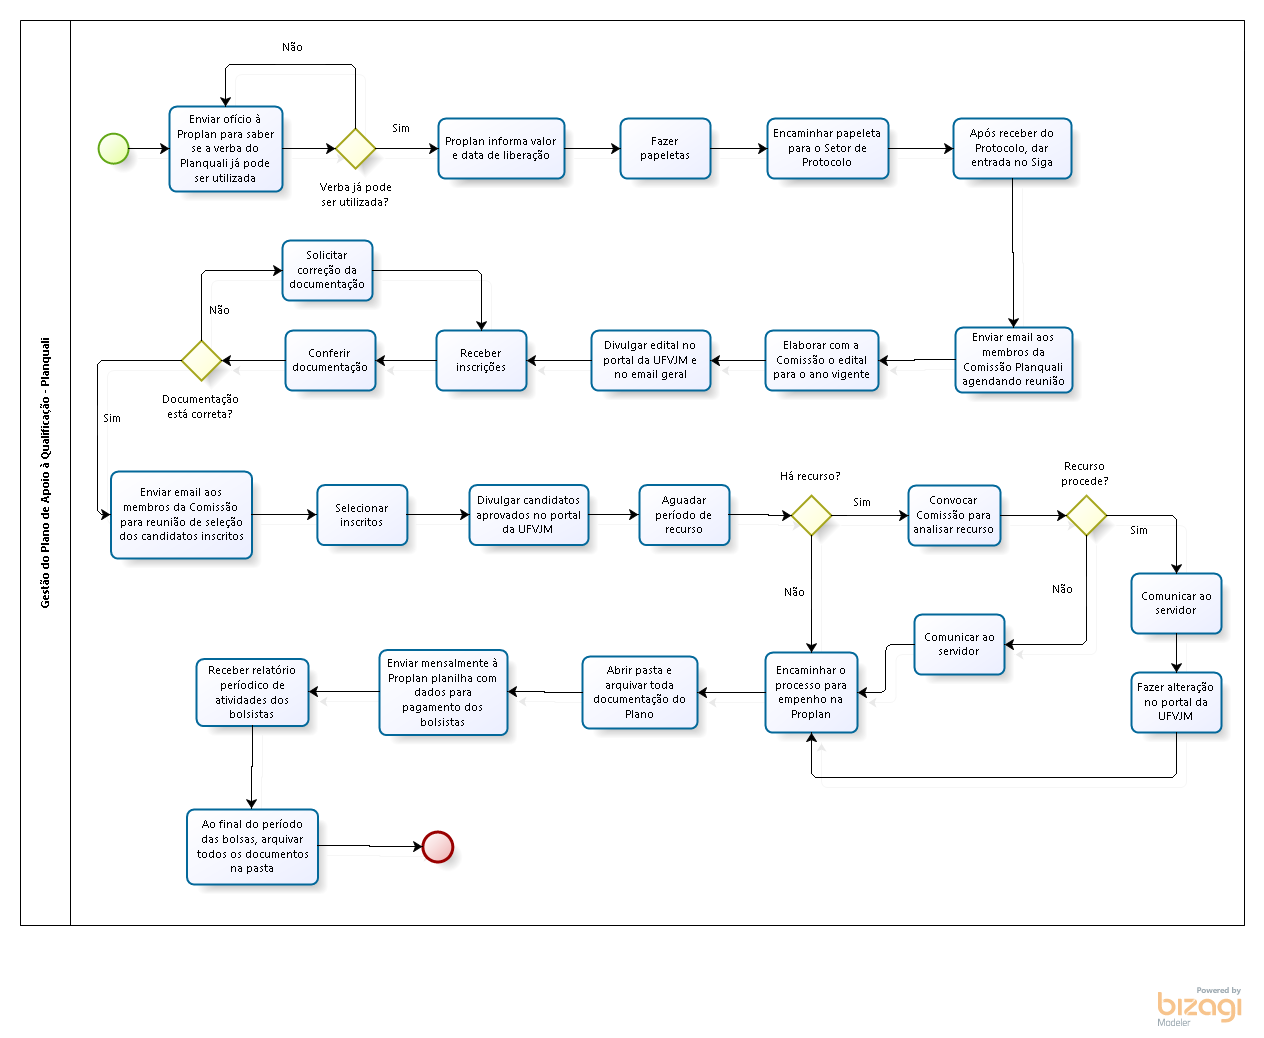 Gestão do Plano de Apoio à Qualificação - Planquali
Não
Enviar ofício à
Proplan para saber
se a verba do
Planquali já pode
ser utilizada
Verba já pode
ser utilizada?
Sim
Proplan informa valor
e data de liberação
Fazer
papeletas
Encaminhar papeleta
para o Setor de
Protocolo
Após receber do
Protocolo, dar
entrada no Siga
Enviar email aos
membros da
Comissão Planquali
agendando reunião
Elaborar com a
Comissão o edital
para o ano vigente
Divulgar edital no
portal da UFVJM e
no email geral
Receber
inscrições
Conferir
documentação
Solicitar
correção da
documentação
Não
Documentação
está correta?
Sim
Enviar email aos
membros da Comissão
para reunião de seleção
dos candidatos inscritos
Selecionar
inscritos
Divulgar candidatos
aprovados no portal
da UFVJM
Aguadar
período de
recurso
Há recurso?
Sim
Não
Convocar
Comissão para
analisar recurso
Recurso
procede?
Sim
Não
Comunicar ao
servidor
Comunicar ao
servidor
Fazer alteração
no portal da
UFVJM
Encaminhar o
processo para
empenho na
Proplan
Abrir pasta e
arquivar toda
documentação do
Plano
Enviar mensalmente à
Proplan planilha com
dados para
pagamento dos
bolsistas
Receber relatório
períodico de
atividades dos
bolsistas
Ao final do período
das bolsas, arquivar
todos os documentos
na pasta
Powered by
bizagi
Modeler